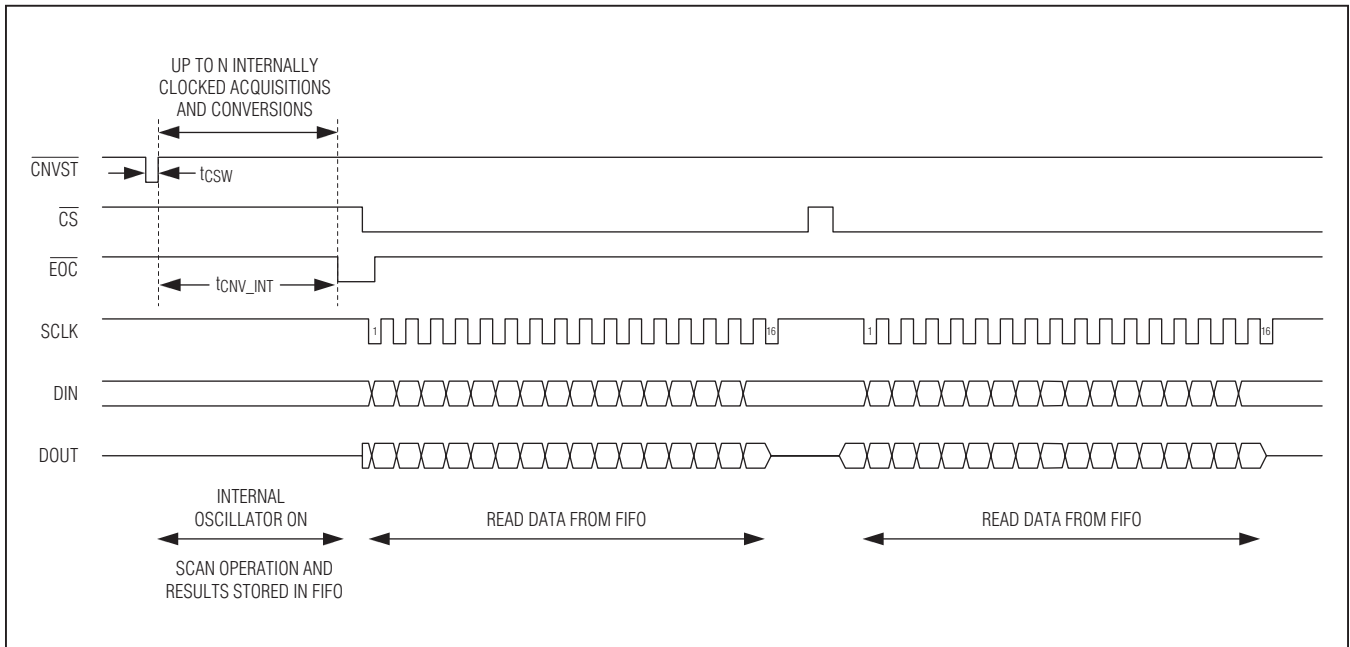 UP TO N INTERNALLY
CLOCKED ACQUISITIONS
AND CONVERSIONS
CNVST
tCSW
CS
EOC
tCNV_INT
SCLK
1
16
1
16
DIN
DOUT
INTERNAL
OSCILLATOR ON
READ DATA FROM FIFO
READ DATA FROM FIFO
SCAN OPERATION AND
RESULTS STORED IN FIFO